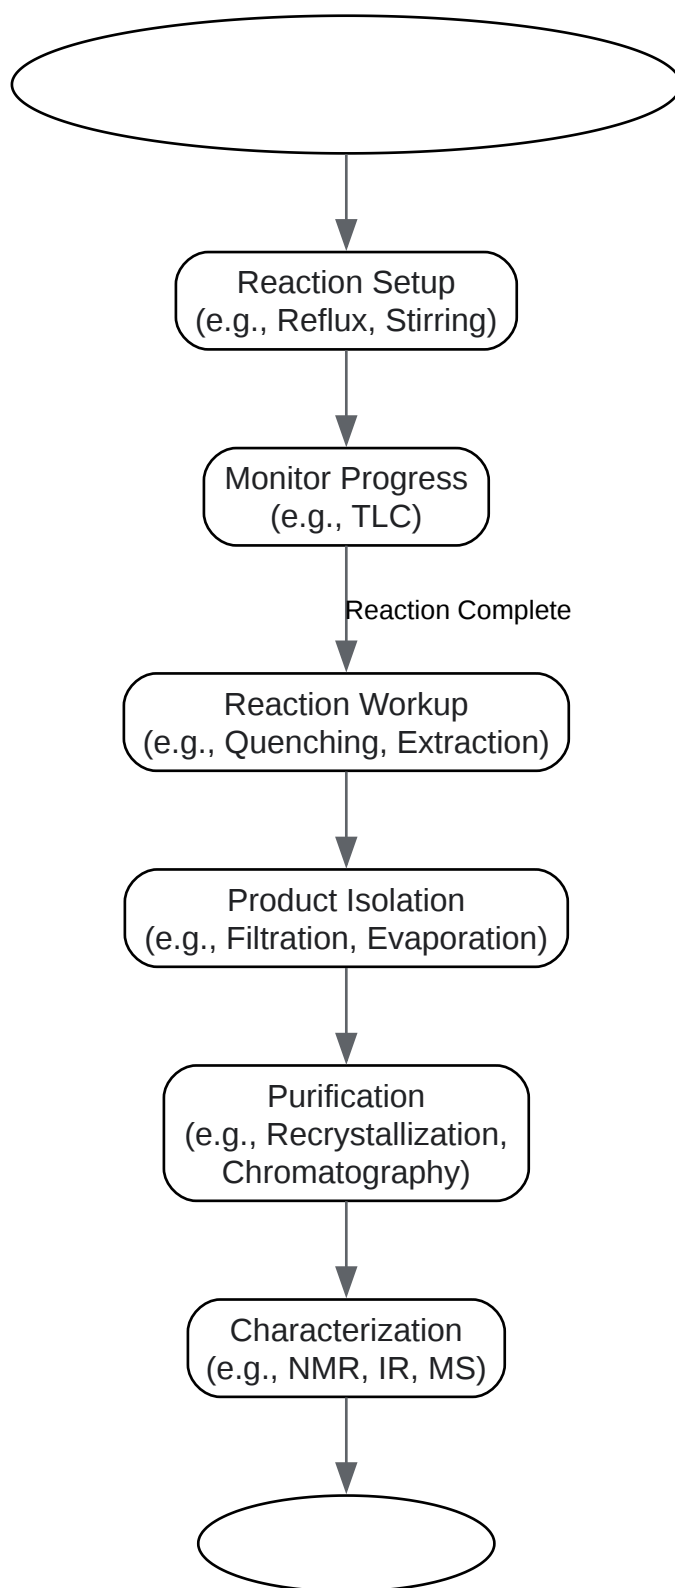 Reaction Setup
(e.g., Reflux, Stirring)
Monitor Progress
(e.g., TLC)
Reaction Complete
Reaction Workup
(e.g., Quenching, Extraction)
Product Isolation
(e.g., Filtration, Evaporation)
Purification
(e.g., Recrystallization,
Chromatography)
Characterization
(e.g., NMR, IR, MS)